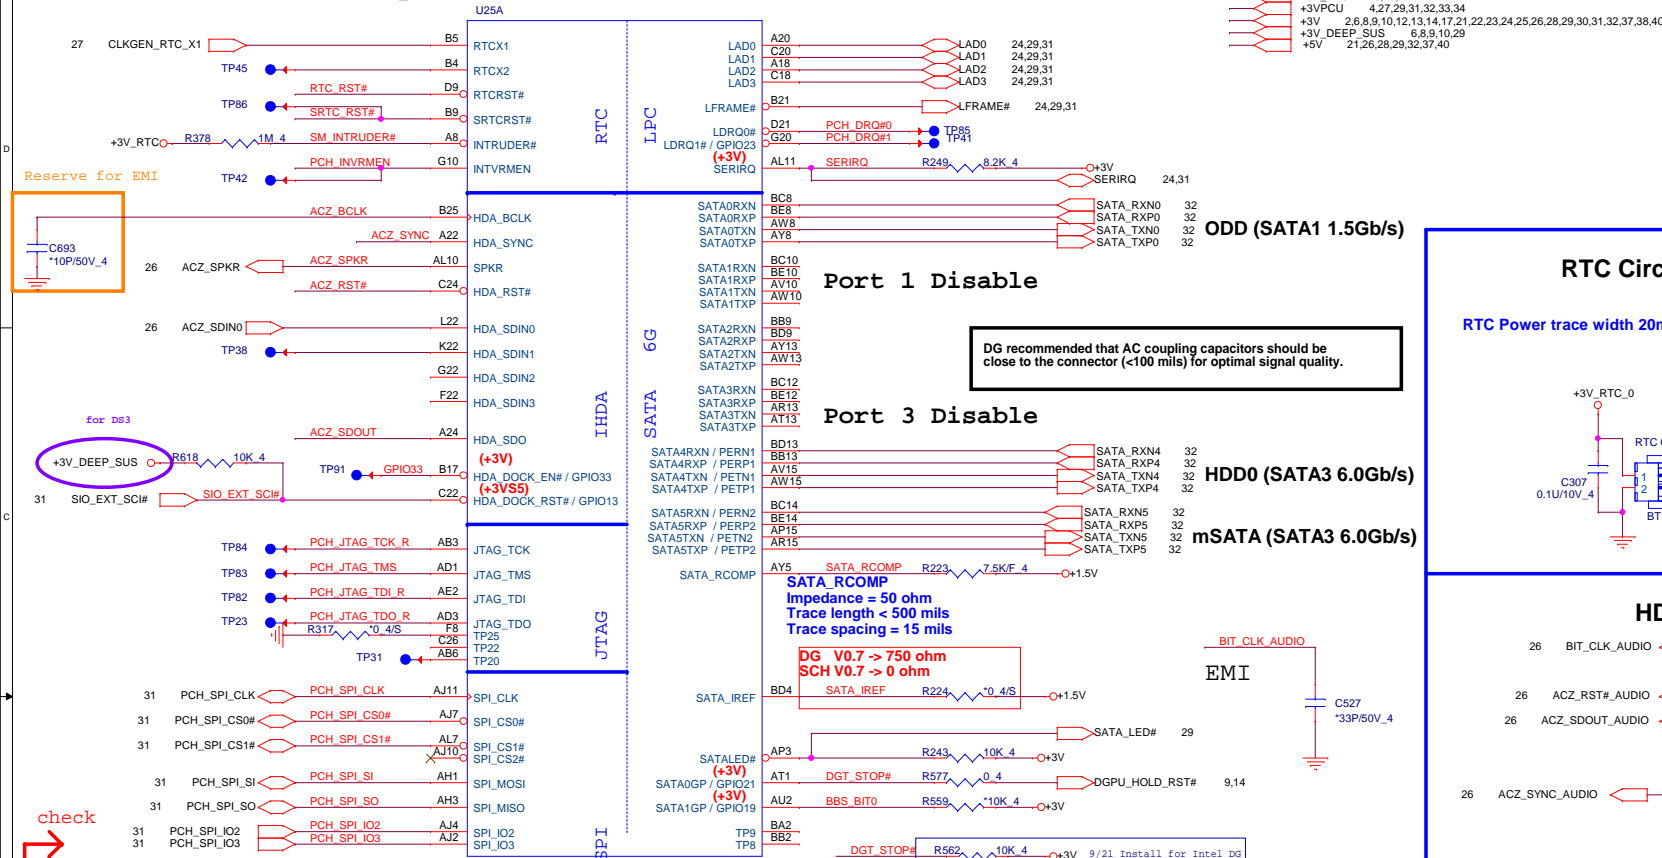 U25A
+3VPCU 4,27,29,31,32,33,34
+3V 2,6,8,9,10,12,13,14,17,21,22,23,24,25,26,28,29,30,31,32,37,38,40
+3V_DEEP_SUS 6,8,9,10,29
+5V 21,26,28,29,32,37,40
27 CLKGEN_RTC_X1 B5 RTCX1
TP45 B4 RTCX2
RTC_RST# D9 RTCRST#
TP86 SRTC_RST# B9 SRTCRST#
+3V_RTC R378 1M_4 SM_INTRUDER# A8 INTRUDER#
PCH_INVRMEN G10 INTVRMEN
TP42
RTC
LPC
A20 LAD0 LAD0 24,29,31
C20 LAD1 LAD1 24,29,31
A18 LAD2 LAD2 24,29,31
C18 LAD3 LAD3 24,29,31
B21 LFRAME# LFRAME# 24,29,31
D21 LDRQ0# PCH_DRQ#0 TP85
G20 LDRQ1# / GPIO23 PCH_DRQ#1 TP41
(+3V)
AL11 SERIRQ SERIRQ R249 8.2K_4 +3V
SERIRQ 24,31
Reserve for EMI
C693
*10P/50V_4
ACZ_BCLK B25 HDA_BCLK
ACZ_SYNC A22 HDA_SYNC
26 ACZ_SPKR ACZ_SPKR AL10 SPKR
ACZ_RST# C24 HDA_RST#
26 ACZ_SDIN0 L22 HDA_SDIN0
TP38 K22 HDA_SDIN1
G22 HDA_SDIN2
F22 HDA_SDIN3
for DS3
ACZ_SDOUT A24 HDA_SDO
(+3V)
+3V_DEEP_SUS R618 10K_4
TP91 GPIO33 B17 HDA_DOCK_EN# / GPIO33
(+3VS5)
31 SIO_EXT_SCI# SIO_EXT_SCI# C22 HDA_DOCK_RST# / GPIO13
IHDA
SATA 6G
BC8 SATA0RXN SATA_RXN0 32
BE8 SATA0RXP SATA_RXP0 32
AW8 SATA0TXN SATA_TXN0 32
AY8 SATA0TXP SATA_TXP0 32
ODD (SATA1 1.5Gb/s)
BC10 SATA1RXN
BE10 SATA1RXP
AV10 SATA1TXN
AW10 SATA1TXP
Port 1 Disable
BB9 SATA2RXN
BD9 SATA2RXP
AY13 SATA2TXN
AW13 SATA2TXP
DG recommended that AC coupling capacitors should be
close to the connector (<100 mils) for optimal signal quality.
BC12 SATA3RXN
BE12 SATA3RXP
AR13 SATA3TXN
AT13 SATA3TXP
Port 3 Disable
BD13 SATA4RXN / PERN1 SATA_RXN4 32
BB13 SATA4RXP / PERP1 SATA_RXP4 32
AV15 SATA4TXN / PETN1 SATA_TXN4 32
AW15 SATA4TXP / PETP1 SATA_TXP4 32
HDD0 (SATA3 6.0Gb/s)
BC14 SATA5RXN / PERN2 SATA_RXN5 32
BE14 SATA5RXP / PERP2 SATA_RXP5 32
AP15 SATA5TXN / PETN2 SATA_TXN5 32
AR15 SATA5TXP / PETP2 SATA_TXP5 32
mSATA (SATA3 6.0Gb/s)
AY5 SATA_RCOMP SATA_RCOMP R223 7.5K/F_4 +1.5V
SATA_RCOMP
Impedance = 50 ohm
Trace length < 500 mils
Trace spacing = 15 mils
DG V0.7 -> 750 ohm
SCH V0.7 -> 0 ohm
BD4 SATA_IREF SATA_IREF R224 *0_4/S +1.5V
SATA_LED# 29
AP3 SATALED# R243 10K_4 +3V
(+3V)
AT1 SATA0GP / GPIO21 DGT_STOP# R577 0_4 DGPU_HOLD_RST# 9,14
(+3V)
AU2 SATA1GP / GPIO19 BBS_BIT0 R559 *10K_4 +3V
BA2 TP9
BB2 TP8
DGT_STOP# R562 10K_4 +3V 9/21 Install for Intel DG
TP84 PCH_JTAG_TCK_R AB3 JTAG_TCK
TP83 PCH_JTAG_TMS AD1 JTAG_TMS
TP82 PCH_JTAG_TDI_R AE2 JTAG_TDI
TP23 PCH_JTAG_TDO_R AD3 JTAG_TDO
R317 *0_4/S F8 TP25
C26 TP22
TP31 AB6 TP20
JTAG
31 PCH_SPI_CLK PCH_SPI_CLK AJ11 SPI_CLK
31 PCH_SPI_CS0# PCH_SPI_CS0# AJ7 SPI_CS0#
31 PCH_SPI_CS1# PCH_SPI_CS1# AL7 SPI_CS1#
AJ10 SPI_CS2#
31 PCH_SPI_SI PCH_SPI_SI AH1 SPI_MOSI
31 PCH_SPI_SO PCH_SPI_SO AH3 SPI_MISO
31 PCH_SPI_IO2 PCH_SPI_IO2 AJ4 SPI_IO2
31 PCH_SPI_IO3 PCH_SPI_IO3 AJ2 SPI_IO3
SPI
check
BIT_CLK_AUDIO
EMI
C527
*33P/50V_4
RTC Circ
RTC Power trace width 20m
+3V_RTC_0
RTC
C307
0.1U/10V_4
1
2
BT
HD
26 BIT_CLK_AUDIO
26 ACZ_RST#_AUDIO
26 ACZ_SDOUT_AUDIO
26 ACZ_SYNC_AUDIO
D
C